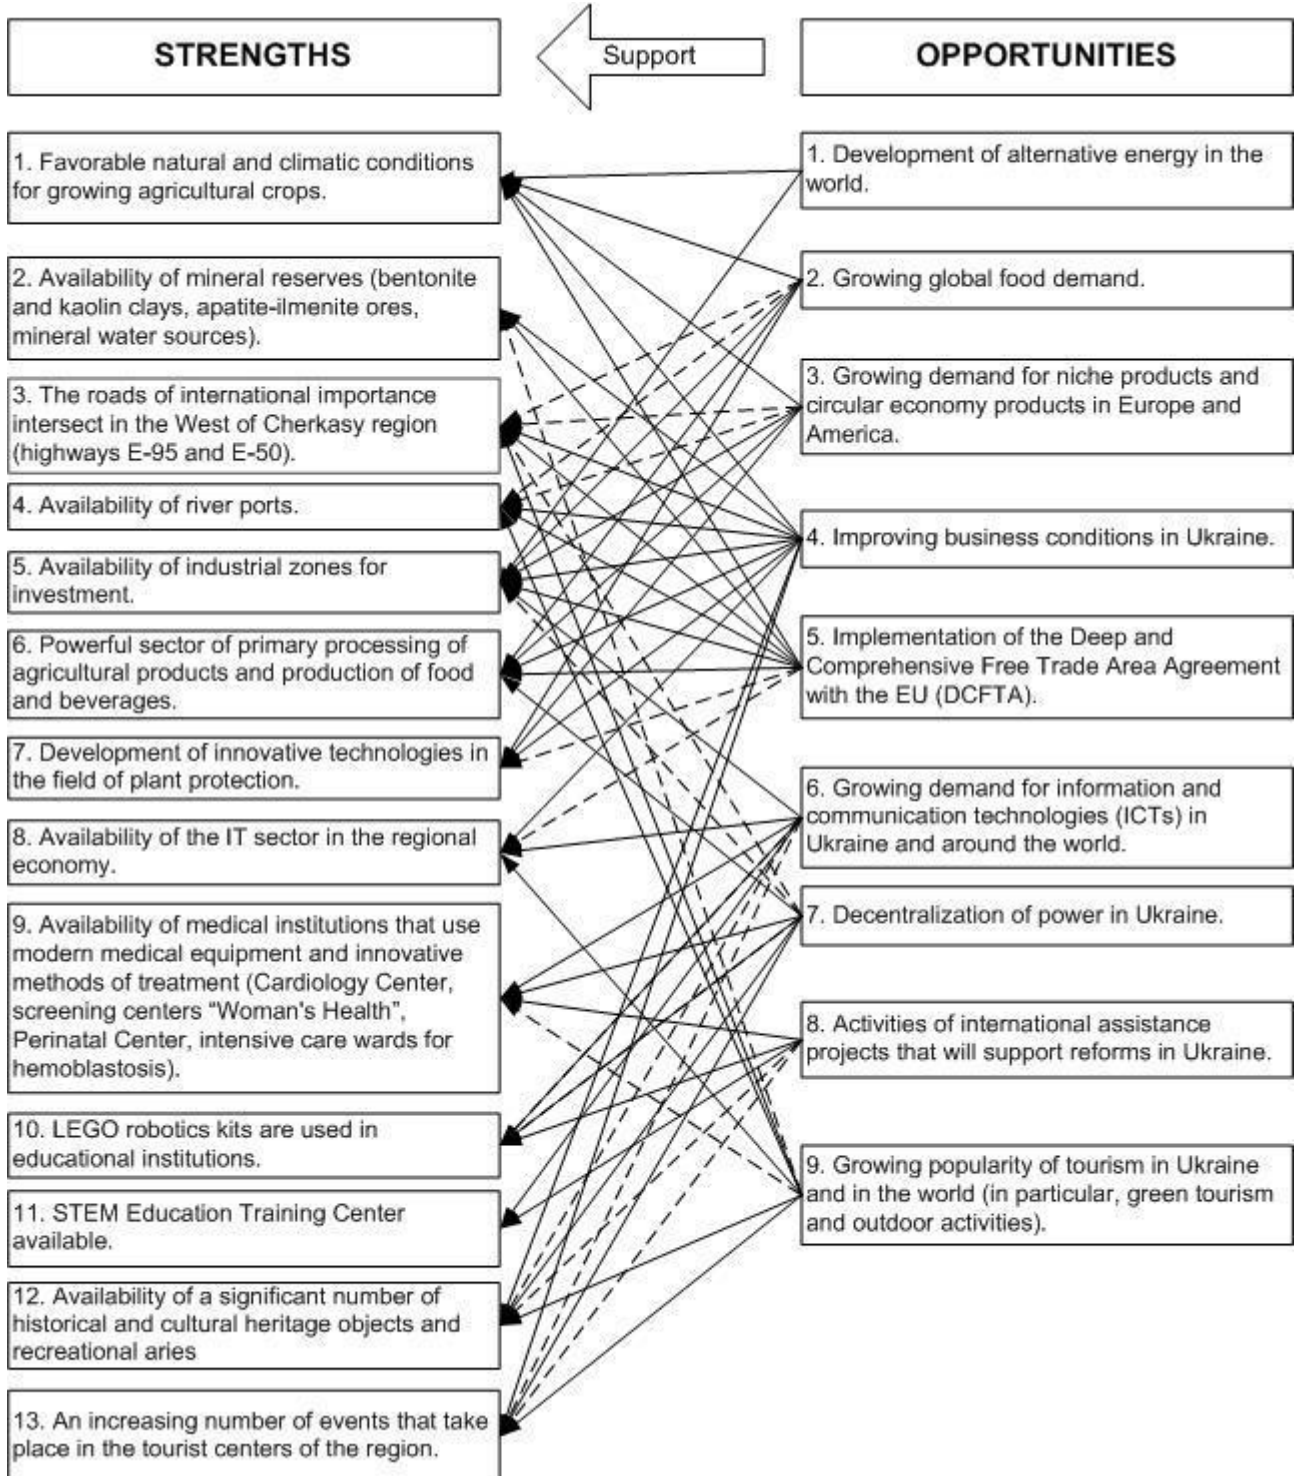 STRENGTHS
Support
OPPORTUNITIES
1. Favorable natural and climatic conditions
for growing agricultural crops.
2. Availability of mineral reserves (bentonite
and kaolin clays, apatite-ilmenite ores,
mineral water sources).
3. The roads of international importance
intersect in the West of Cherkasy region
(highways E-95 and E-50).
4. Availability of river ports.
5. Availability of industrial zones for
investment.
6. Powerful sector of primary processing of
agricultural products and production of food
and beverages.
7. Development of innovative technologies in
the field of plant protection.
8. Availability of the IT sector in the regional
economy.
9. Availability of medical institutions that use
modern medical equipment and innovative
methods of treatment (Cardiology Center,
screening centers “Woman's Health”,
Perinatal Center, intensive care wards for
hemoblastosis).
10. LEGO robotics kits are used in
educational institutions.
11. STEM Education Training Center
available.
12. Availability of a significant number of
historical and cultural heritage objects and
recreational aries
13. An increasing number of events that take
place in the tourist centers of the region.
1. Development of alternative energy in the
world.
2. Growing global food demand.
3. Growing demand for niche products and
circular economy products in Europe and
America.
4. Improving business conditions in Ukraine.
5. Implementation of the Deep and
Comprehensive Free Trade Area Agreement
with the EU (DCFTA).
6. Growing demand for information and
communication technologies (ICTs) in
Ukraine and around the world.
7. Decentralization of power in Ukraine.
8. Activities of international assistance
projects that will support reforms in Ukraine.
9. Growing popularity of tourism in Ukraine
and in the world (in particular, green tourism
and outdoor activities).